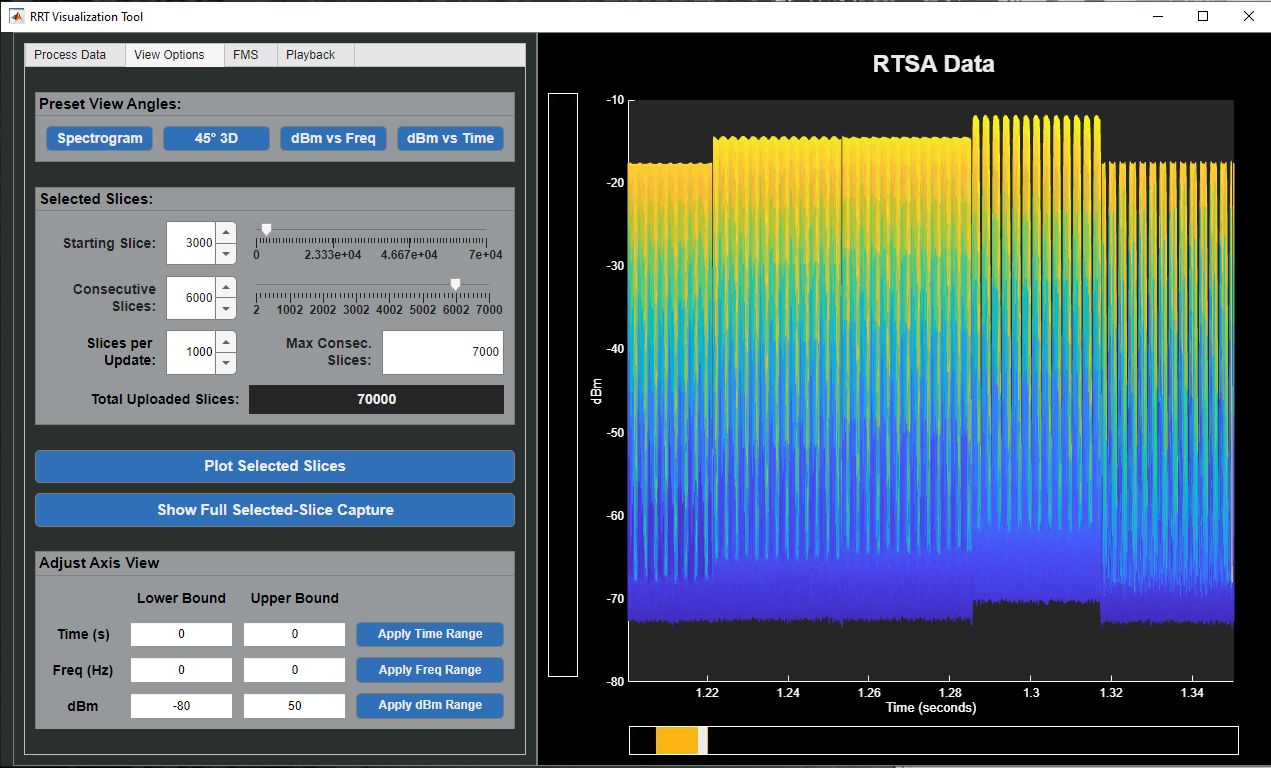 RRT Visualization Tool
Process Data View Options FMS Playback
Preset View Angles:
Spectrogram 45° 3D dBm vs Freq dBm vs Time
Selected Slices:
Starting Slice: 3000
0 2.333e+04 4.667e+04 7e+04
Consecutive
Slices: 6000
2 1002 2002 3002 4002 5002 6002 7000
Slices per
Update: 1000
Max Consec.
Slices: 7000
Total Uploaded Slices: 70000
Plot Selected Slices
Show Full Selected-Slice Capture
Adjust Axis View
Lower Bound Upper Bound
Time (s) 0 0 Apply Time Range
Freq (Hz) 0 0 Apply Freq Range
dBm -80 50 Apply dBm Range
RTSA Data
-10
-20
-30
-40
-50
-60
-70
-80
dBm
1.22 1.24 1.26 1.28 1.3 1.32 1.34
Time (seconds)